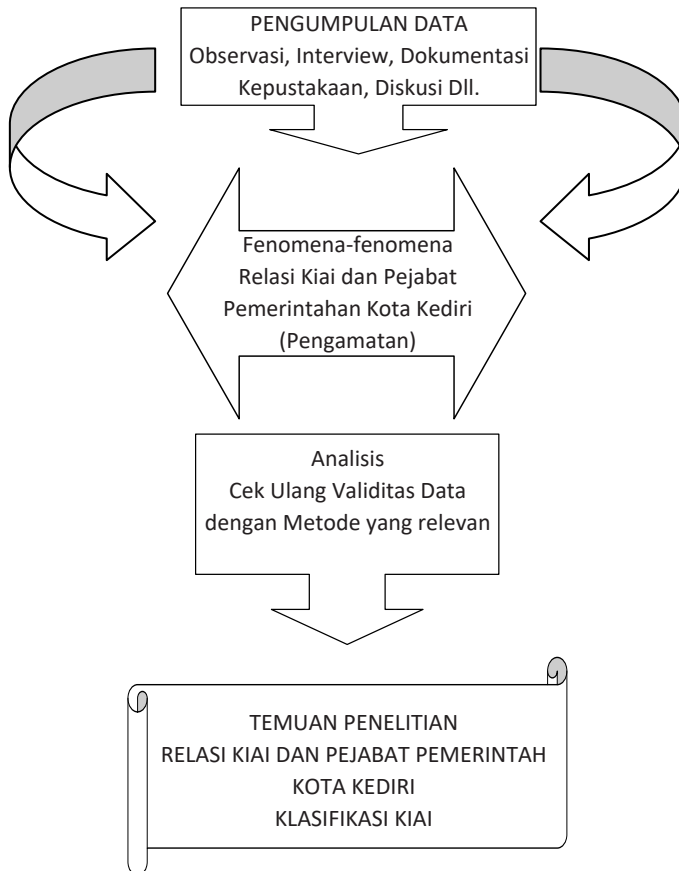 PENGUMPULAN DATA
Observasi, Interview, Dokumentasi
Kepustakaan, Diskusi Dll.
Fenomena-fenomena
Relasi Kiai dan Pejabat
Pemerintahan Kota Kediri
(Pengamatan)
Analisis
Cek Ulang Validitas Data
dengan Metode yang relevan
TEMUAN PENELITIAN
RELASI KIAI DAN PEJABAT PEMERINTAH
KOTA KEDIRI
KLASIFIKASI KIAI